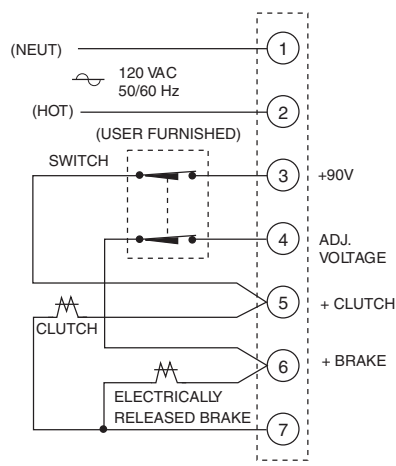 (NEUT)
1
120 VAC
50/60 Hz
(HOT)
2
(USER FURNISHED)
SWITCH
3
+90V
4
ADJ.
VOLTAGE
5
+ CLUTCH
CLUTCH
6
+ BRAKE
ELECTRICALLY
RELEASED BRAKE
7